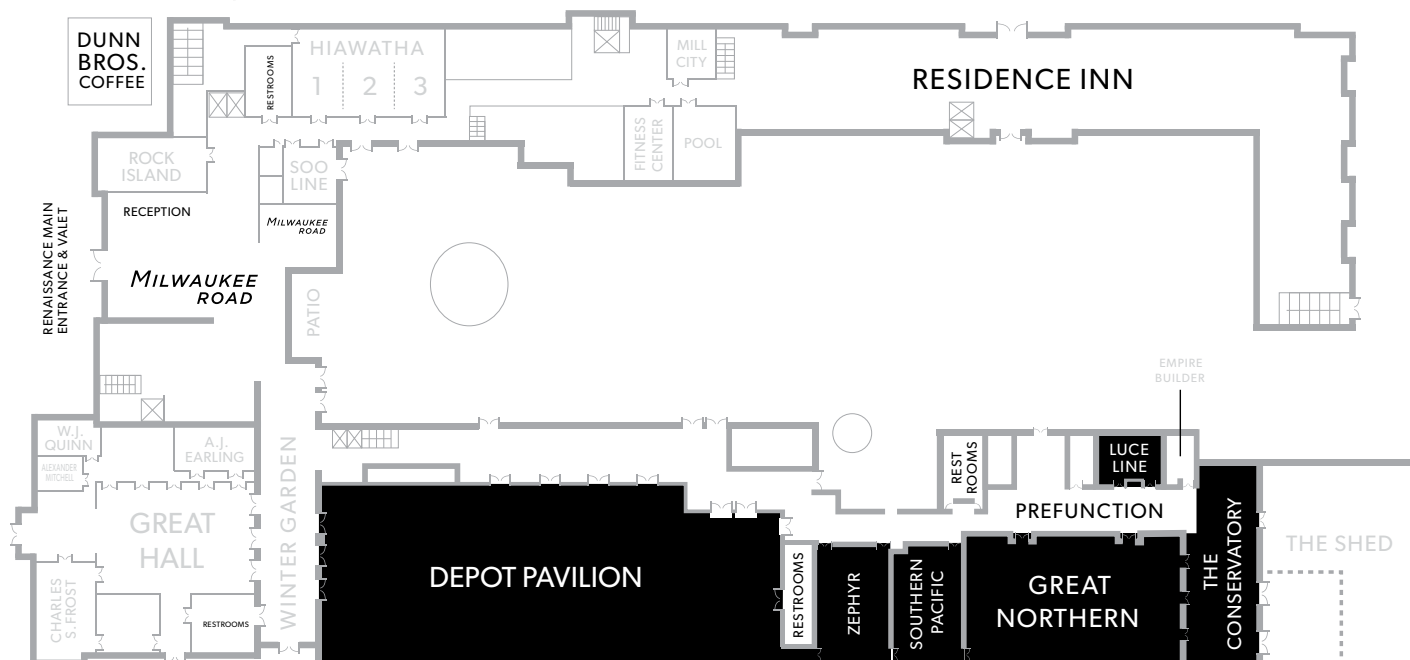 DUNN
BROS.
COFFEE
HIAWATHA
1
2
3
RESTROOMS
MILL
CITY
RESIDENCE INN
ROCK
ISLAND
SOO
LINE
FITNESS
CENTER
POOL
RECEPTION
MILWAUKEE
ROAD
RENAISSANCE MAIN
ENTRANCE & VALET
MILWAUKEE
ROAD
PATIO
EMPIRE
BUILDER
W.J.
QUINN
A.J.
EARLING
ALEXANDER
MITCHELL
WINTER GARDEN
REST
ROOMS
LUCE
LINE
GREAT
HALL
PREFUNCTION
THE
CONSERVATORY
THE SHED
DEPOT PAVILION
RESTROOMS
ZEPHYR
SOUTHERN
PACIFIC
GREAT
NORTHERN
CHARLES
S. FROST
RESTROOMS